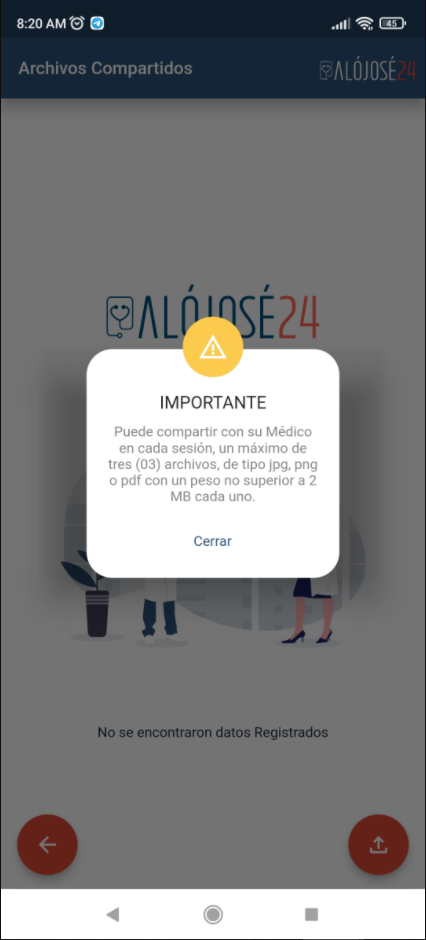 8:20 AM
45
Archivos Compartidos
ALÓJOSÉ24
ALÓJOSÉ24
IMPORTANTE
Puede compartir con su Médico
en cada sesión, un máximo de
tres (03) archivos, de tipo jpg, png
o pdf con un peso no superior a 2
MB cada uno.
Cerrar
No se encontraron datos Registrados